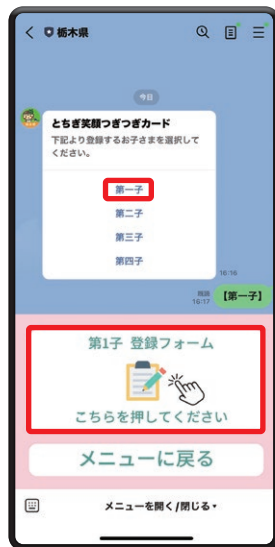 栃木県
今日
とちぎ笑顔つぎつぎカード
下記より登録するお子さまを選択して
ください。
第一子
第二子
第三子
第四子
16:16
既読
16:17
【第一子】
第1子 登録フォーム
こちらを押してください
メニューに戻る
メニューを開く/閉じる▾